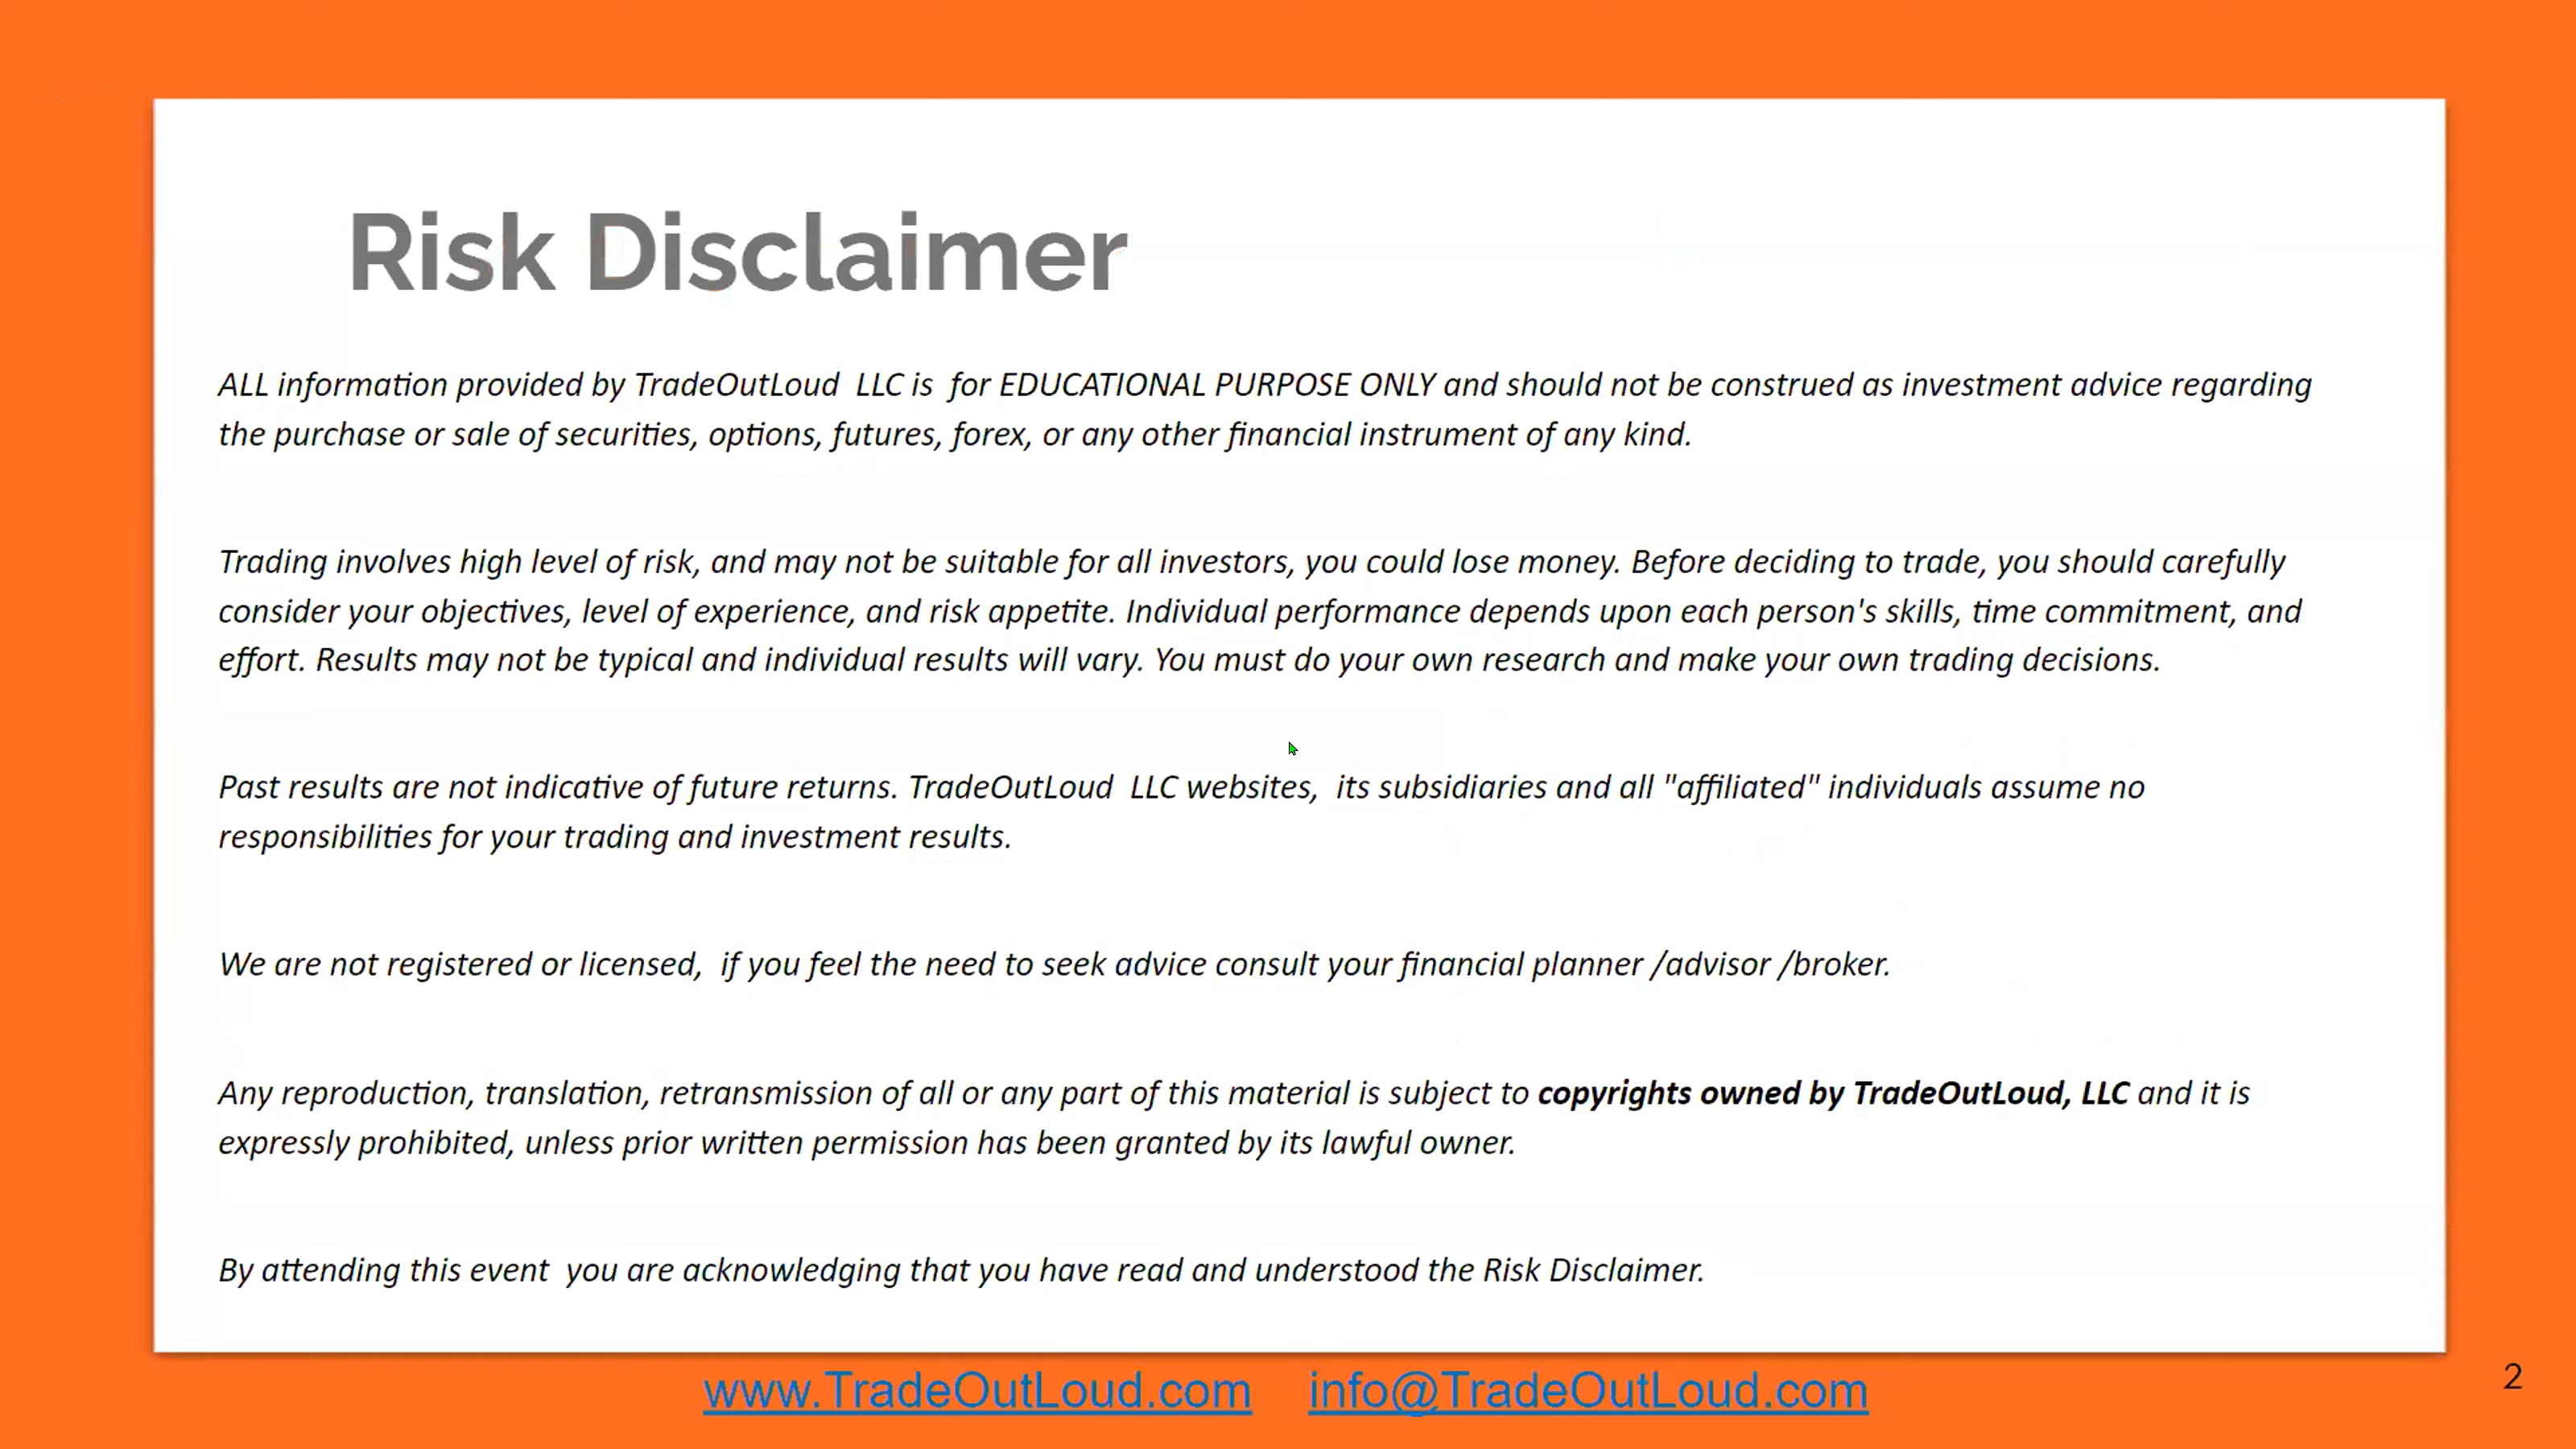 Risk Disclaimer
ALL information provided by TradeOutLoud  LLC is  for EDUCATIONAL PURPOSE ONLY and should not be construed as investment advice regarding
the purchase or sale of securities, options, futures, forex, or any other financial instrument of any kind.
Trading involves high level of risk, and may not be suitable for all investors, you could lose money. Before deciding to trade, you should carefully
consider your objectives, level of experience, and risk appetite. Individual performance depends upon each person's skills, time commitment, and
effort. Results may not be typical and individual results will vary. You must do your own research and make your own trading decisions.
Past results are not indicative of future returns. TradeOutLoud  LLC websites,  its subsidiaries and all "affiliated" individuals assume no
responsibilities for your trading and investment results.
We are not registered or licensed,  if you feel the need to seek advice consult your financial planner /advisor /broker.
Any reproduction, translation, retransmission of all or any part of this material is subject to copyrights owned by TradeOutLoud, LLC and it is
expressly prohibited, unless prior written permission has been granted by its lawful owner.
By attending this event  you are acknowledging that you have read and understood the Risk Disclaimer.
www.TradeOutLoud.com    info@TradeOutLoud.com
2